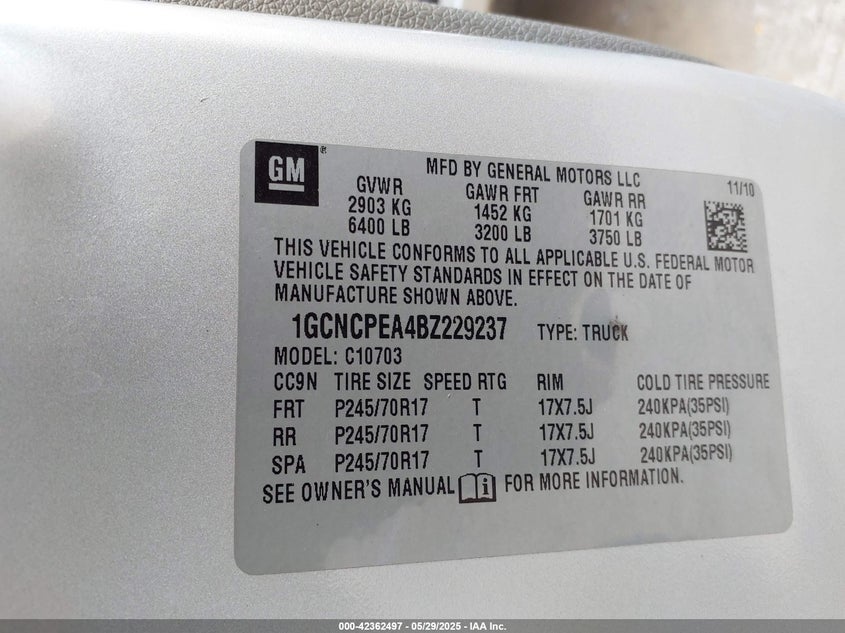 GM®
MFD BY GENERAL MOTORS LLC
11/10
GVWR GAWR FRT GAWR RR
2903 KG 1452 KG 1701 KG
6400 LB 3200 LB 3750 LB
THIS VEHICLE CONFORMS TO ALL APPLICABLE U.S. FEDERAL MOTOR
VEHICLE SAFETY STANDARDS IN EFFECT ON THE DATE OF
MANUFACTURE SHOWN ABOVE.
1GCNCPEA4BZ229237 TYPE: TRUCK
MODEL: C10703
CC9N TIRE SIZE SPEED RTG RIM COLD TIRE PRESSURE
FRT P245/70R17 T 17X7.5J 240KPA(35PSI)
RR P245/70R17 T 17X7.5J 240KPA(35PSI)
SPA P245/70R17 T 17X7.5J 240KPA(35PSI)
SEE OWNER'S MANUAL i FOR MORE INFORMATION.
000-42362497 - 05/29/2025 - IAA Inc.